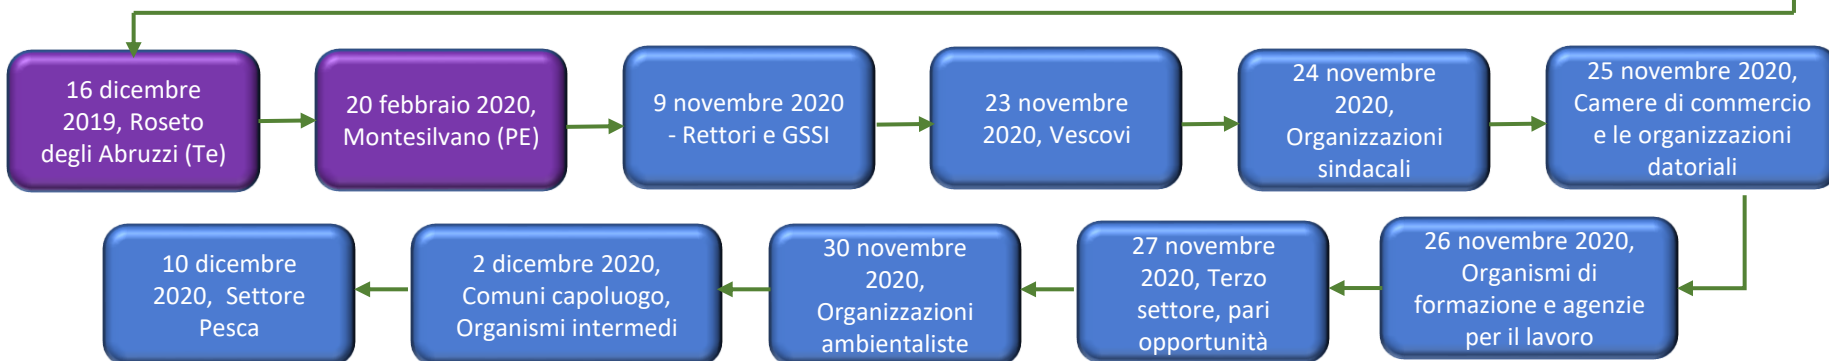 16 dicembre
2019, Roseto
degli Abruzzi (Te)
20 febbraio 2020,
Montesilvano (PE)
9 novembre 2020
- Rettori e GSSI
23 novembre
2020, Vescovi
24 novembre
2020,
Organizzazioni
sindacali
25 novembre 2020,
Camere di commercio
e le organizzazioni
datoriali
26 novembre 2020,
Organismi di
formazione e agenzie
per il lavoro
27 novembre
2020, Terzo
settore, pari
opportunità
30 novembre
2020,
Organizzazioni
ambientaliste
2 dicembre 2020,
Comuni capoluogo,
Organismi intermedi
10 dicembre
2020, Settore
Pesca